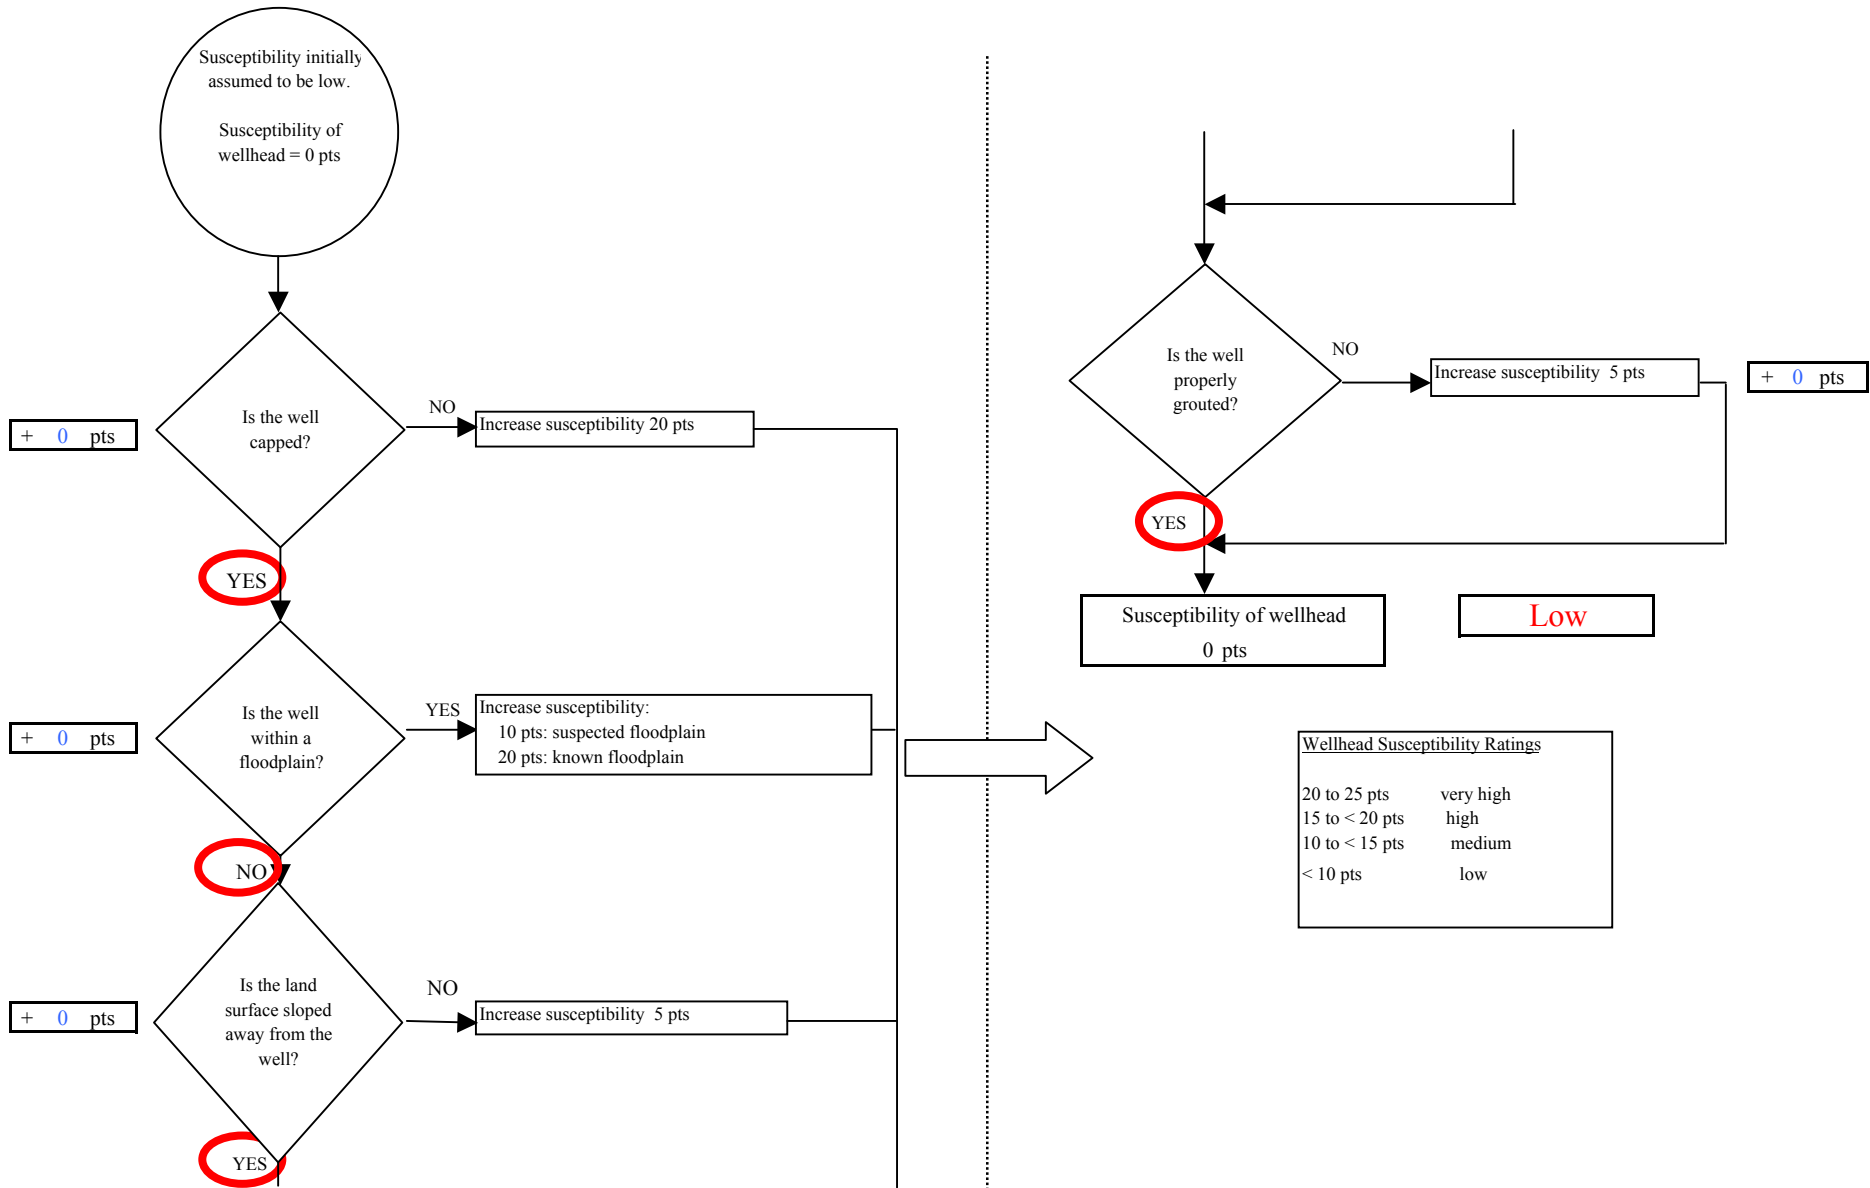 Susceptibility initially
assumed to be low.
Susceptibility of
wellhead = 0 pts
Is the well
capped?
NO
Increase susceptibility 20 pts
+ 0 pts
YES
Is the well
within a
floodplain?
YES
Increase susceptibility:
10 pts: suspected floodplain
20 pts: known floodplain
+ 0 pts
NO
Is the land
surface sloped
away from the
well?
NO
Increase susceptibility 5 pts
+ 0 pts
YES
Is the well
properly
grouted?
NO
Increase susceptibility 5 pts
+ 0 pts
YES
Susceptibility of wellhead
0 pts
Low
Wellhead Susceptibility Ratings
20 to 25 pts very high
15 to < 20 pts high
10 to < 15 pts medium
< 10 pts low